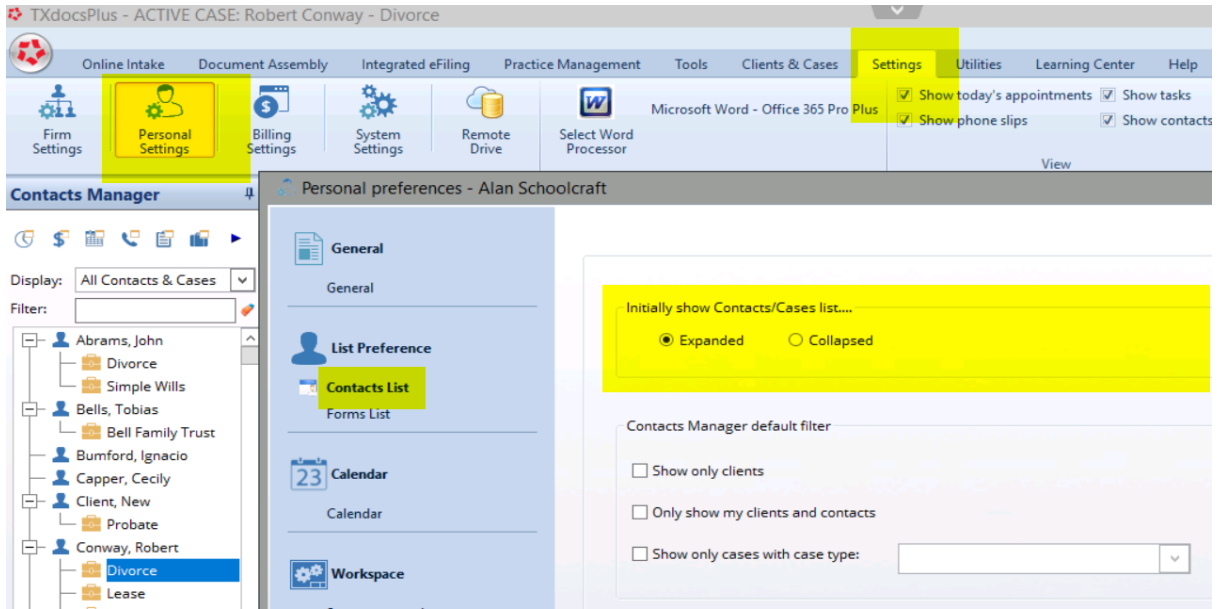 TXdocsPlus - ACTIVE CASE: Robert Conway - Divorce
Online Intake Document Assembly Integrated eFiling Practice Management Tools Clients & Cases Settings Utilities Learning Center Help
Firm Settings
Personal Settings
Billing Settings
System Settings
Remote Drive
W
Select Word Processor
Microsoft Word - Office 365 Pro Plus
Show today's appointments Show tasks
Show phone slips Show contacts
View
Contacts Manager
Display: All Contacts & Cases
Filter:
Abrams, John
Divorce
Simple Wills
Bells, Tobias
Bell Family Trust
Bumford, Ignacio
Capper, Cecily
Client, New
Probate
Conway, Robert
Divorce
Lease
Personal preferences - Alan Schoolcraft
General
General
List Preference
Contacts List
Forms List
23 Calendar
Calendar
Workspace
Initially show Contacts/Cases list....
Expanded Collapsed
Contacts Manager default filter
Show only clients
Only show my clients and contacts
Show only cases with case type: